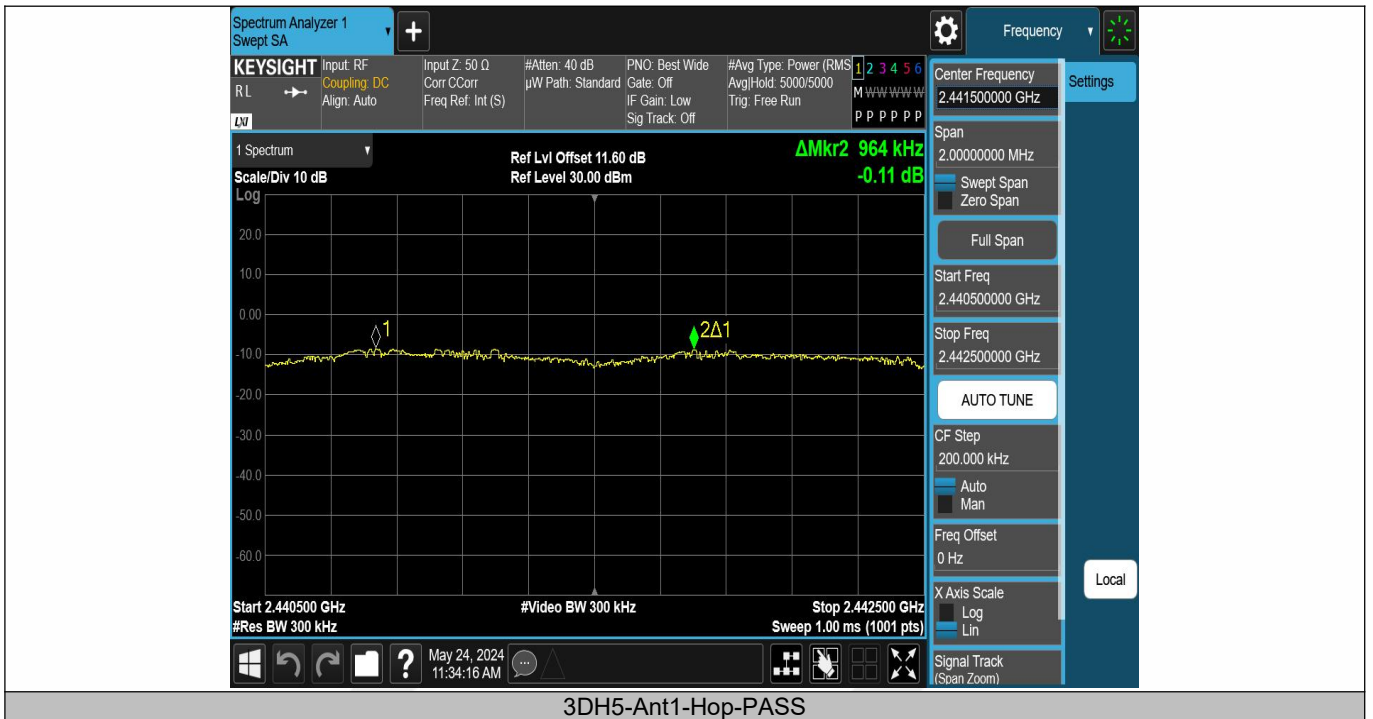 Spectrum Analyzer 1
Swept SA
+
Frequency
KEYSIGHT
RL
LXI
Input: RF
Coupling: DC
Align: Auto
Input Z: 50 Ω
Corr CCorr
Freq Ref: Int (S)
#Atten: 40 dB
µW Path: Standard
PNO: Best Wide
Gate: Off
IF Gain: Low
Sig Track: Off
#Avg Type: Power (RMS
Avg|Hold: 5000/5000
Trig: Free Run
1 2 3 4 5 6
M W W W W W
P P P P P P
1 Spectrum
Scale/Div 10 dB
Log
Ref Lvl Offset 11.60 dB
Ref Level 30.00 dBm
ΔMkr2 964 kHz
-0.11 dB
20.0
10.0
0.00
-10.0
-20.0
-30.0
-40.0
-50.0
-60.0
1
2Δ1
Start 2.440500 GHz
#Res BW 300 kHz
#Video BW 300 kHz
Stop 2.442500 GHz
Sweep 1.00 ms (1001 pts)
Center Frequency
2.441500000 GHz
Settings
Span
2.00000000 MHz
Swept Span
Zero Span
Full Span
Start Freq
2.440500000 GHz
Stop Freq
2.442500000 GHz
AUTO TUNE
CF Step
200.000 kHz
Auto
Man
Freq Offset
0 Hz
X Axis Scale
Log
Lin
Local
Signal Track
(Span Zoom)
?
May 24, 2024
11:34:16 AM
3DH5-Ant1-Hop-PASS